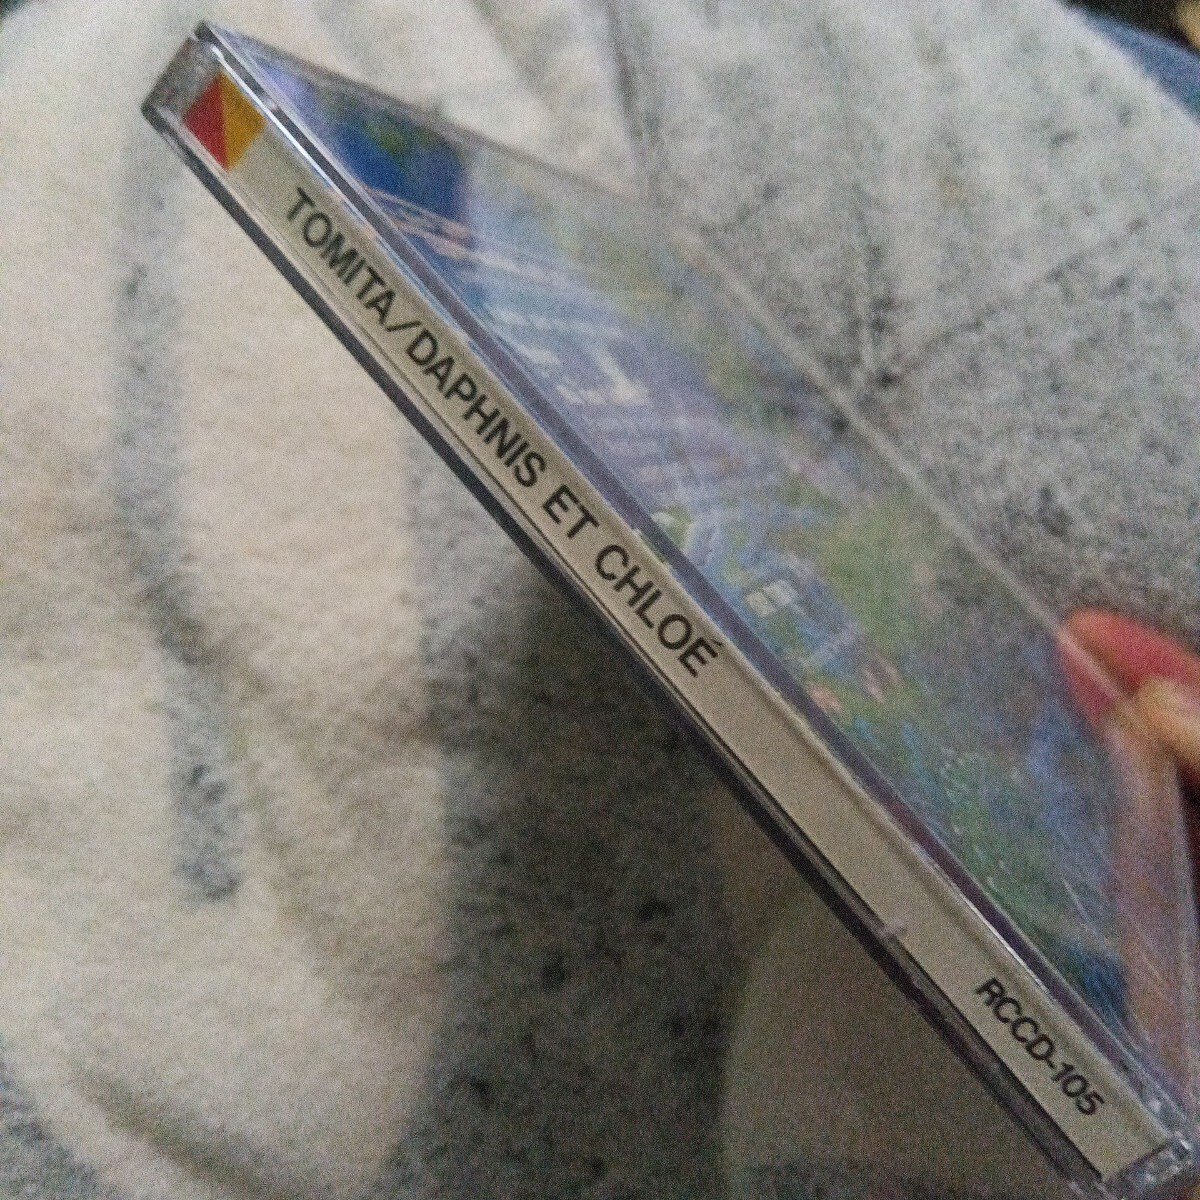 TOMITA/DAPHNIS ET CHLOÉ
RCCD-105